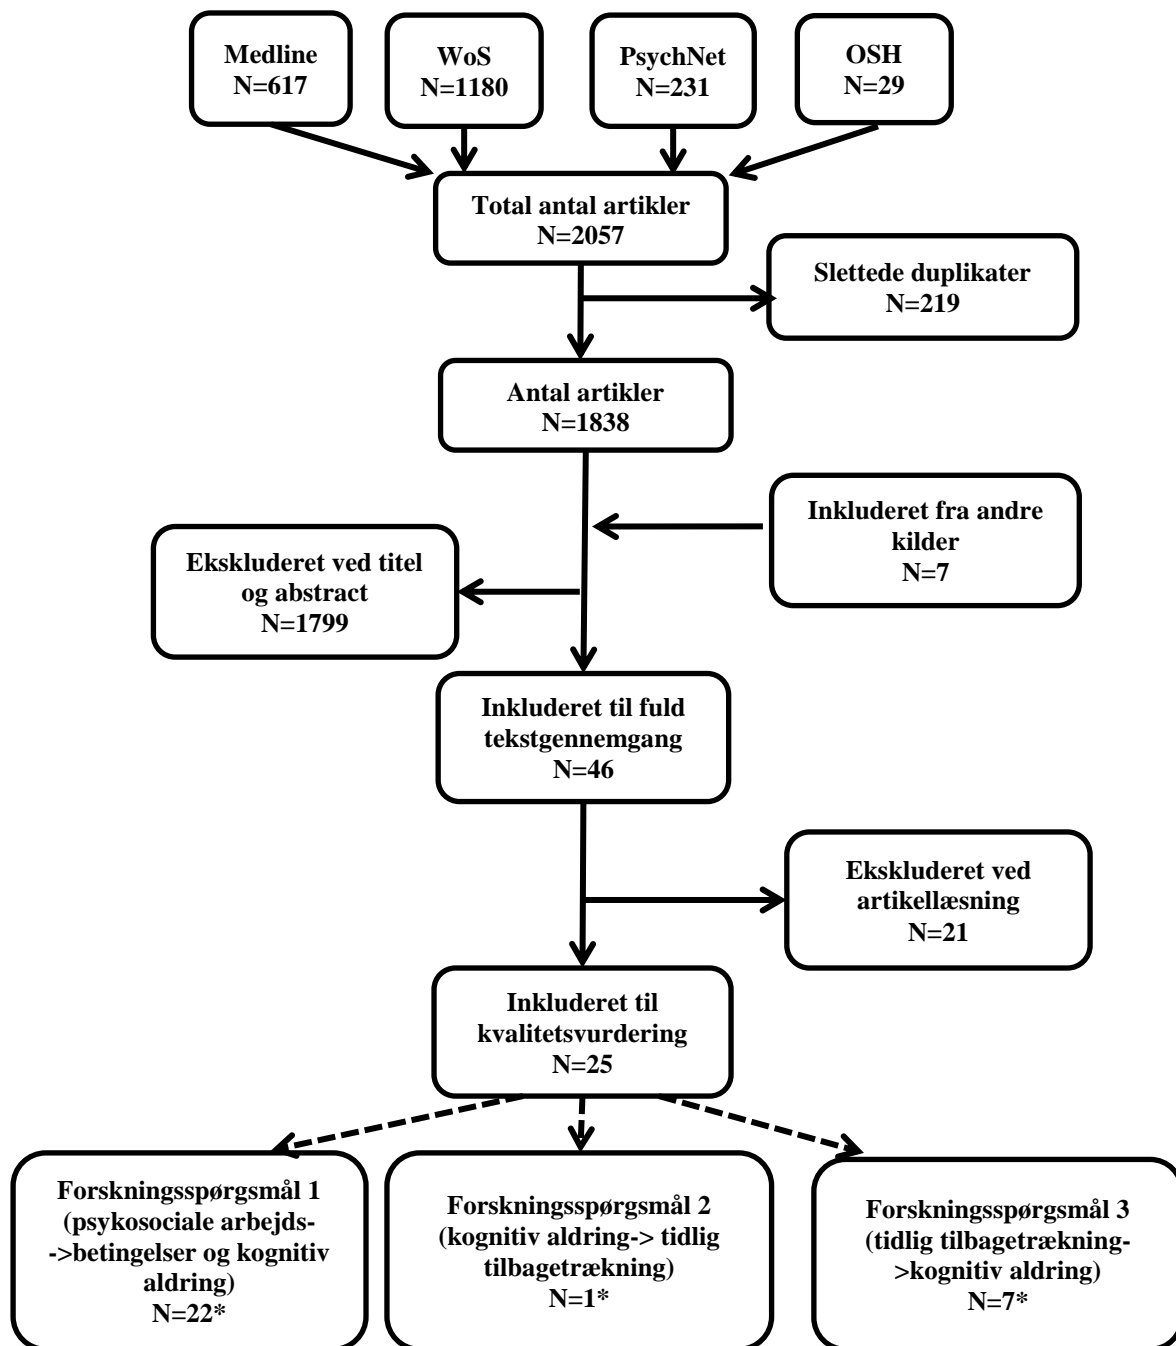 Medline
N=617
WoS
N=1180
PsychNet
N=231
OSH
N=29
Total antal artikler
N=2057
Slettede duplikater
N=219
Antal artikler
N=1838
Inkluderet fra andre
kilder
N=7
Ekskluderet ved titel
og abstract
N=1799
Inkluderet til fuld
tekstgennemgang
N=46
Ekskluderet ved
artikellæsning
N=21
Inkluderet til
kvalitetsvurdering
N=25
Forskningsspørgsmål 1
(psykosociale arbejds-
->betingelser og kognitiv
aldring)
N=22*
Forskningsspørgsmål 2
(kognitiv aldring-> tidlig
tilbagetrækning)
N=1*
Forskningsspørgsmål 3
(tidlig tilbagetrækning-
->kognitiv aldring)
N=7*